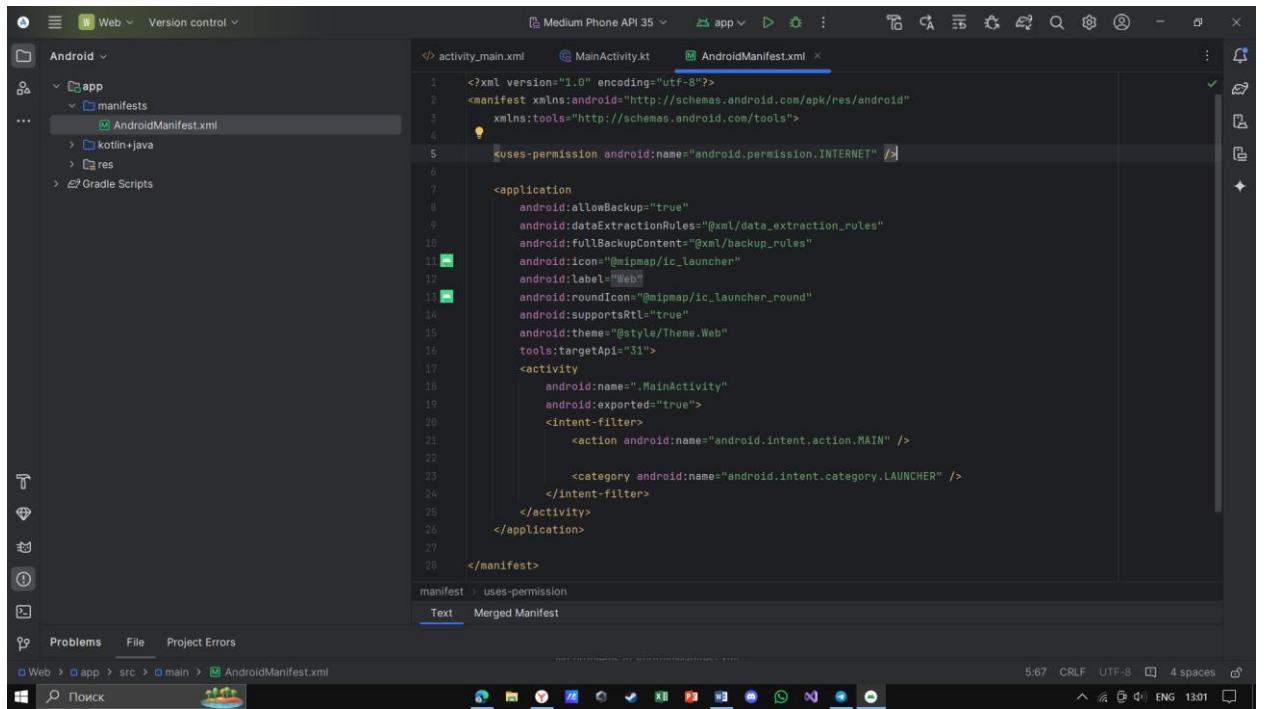 W Web Version control Medium Phone API 35 app
Android
app
manifests
AndroidManifest.xml
kotlin+java
res
Gradle Scripts
activity_main.xml MainActivity.kt AndroidManifest.xml
1 <?xml version="1.0" encoding="utf-8"?>
2 <manifest xmlns:android="http://schemas.android.com/apk/res/android"
3 xmlns:tools="http://schemas.android.com/tools">
4
5 <uses-permission android:name="android.permission.INTERNET" />
6
7 <application
8 android:allowBackup="true"
9 android:dataExtractionRules="@xml/data_extraction_rules"
10 android:fullBackupContent="@xml/backup_rules"
11 android:icon="@mipmap/ic_launcher"
12 android:label="Web"
13 android:roundIcon="@mipmap/ic_launcher_round"
14 android:supportsRtl="true"
15 android:theme="@style/Theme.Web"
16 tools:targetApi="31">
17 <activity
18 android:name=".MainActivity"
19 android:exported="true">
20 <intent-filter>
21 <action android:name="android.intent.action.MAIN" />
22
23 <category android:name="android.intent.category.LAUNCHER" />
24 </intent-filter>
25 </activity>
26 </application>
27
28 </manifest>
manifest > uses-permission
Text Merged Manifest
Problems File Project Errors
Web > app > src > main > AndroidManifest.xml 5:67 CRLF UTF-8 4 spaces
Поиск ENG 13:01